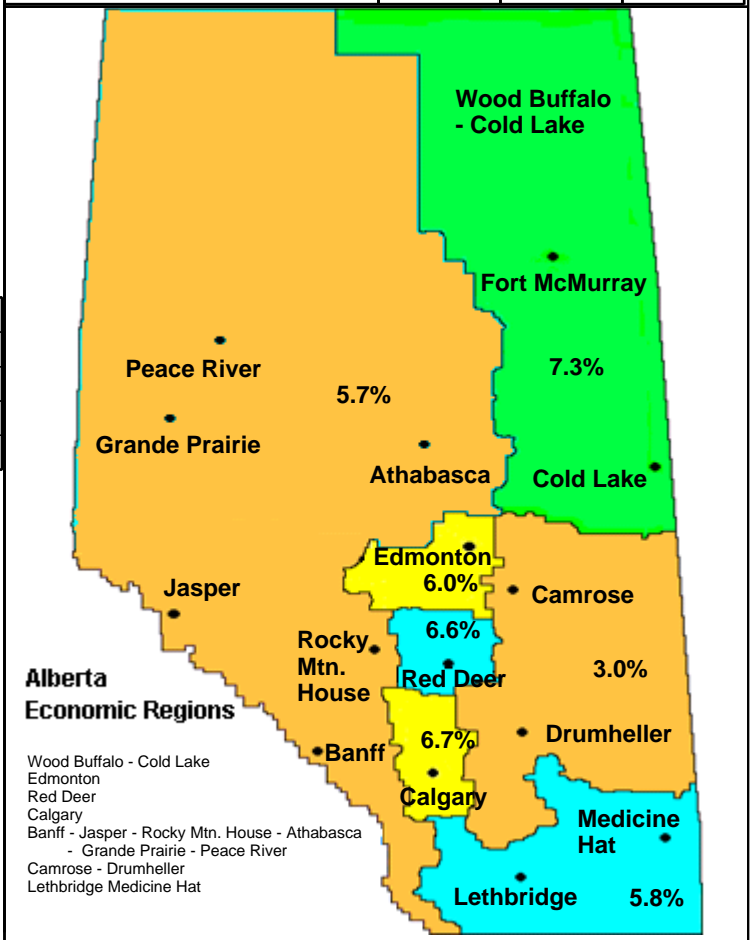 Wood Buffalo
- Cold Lake
Fort McMurray
7.3%
Peace River
5.7%
Grande Prairie
Athabasca
Cold Lake
Edmonton
6.0%
Jasper
Camrose
6.6%
Rocky
Mtn.
House
Red Deer
3.0%
Alberta
Economic Regions
Drumheller
6.7%
Banff
Calgary
Wood Buffalo - Cold Lake
Edmonton
Red Deer
Calgary
Banff - Jasper - Rocky Mtn. House - Athabasca
- Grande Prairie - Peace River
Camrose - Drumheller
Lethbridge Medicine Hat
Medicine
Hat
Lethbridge
5.8%